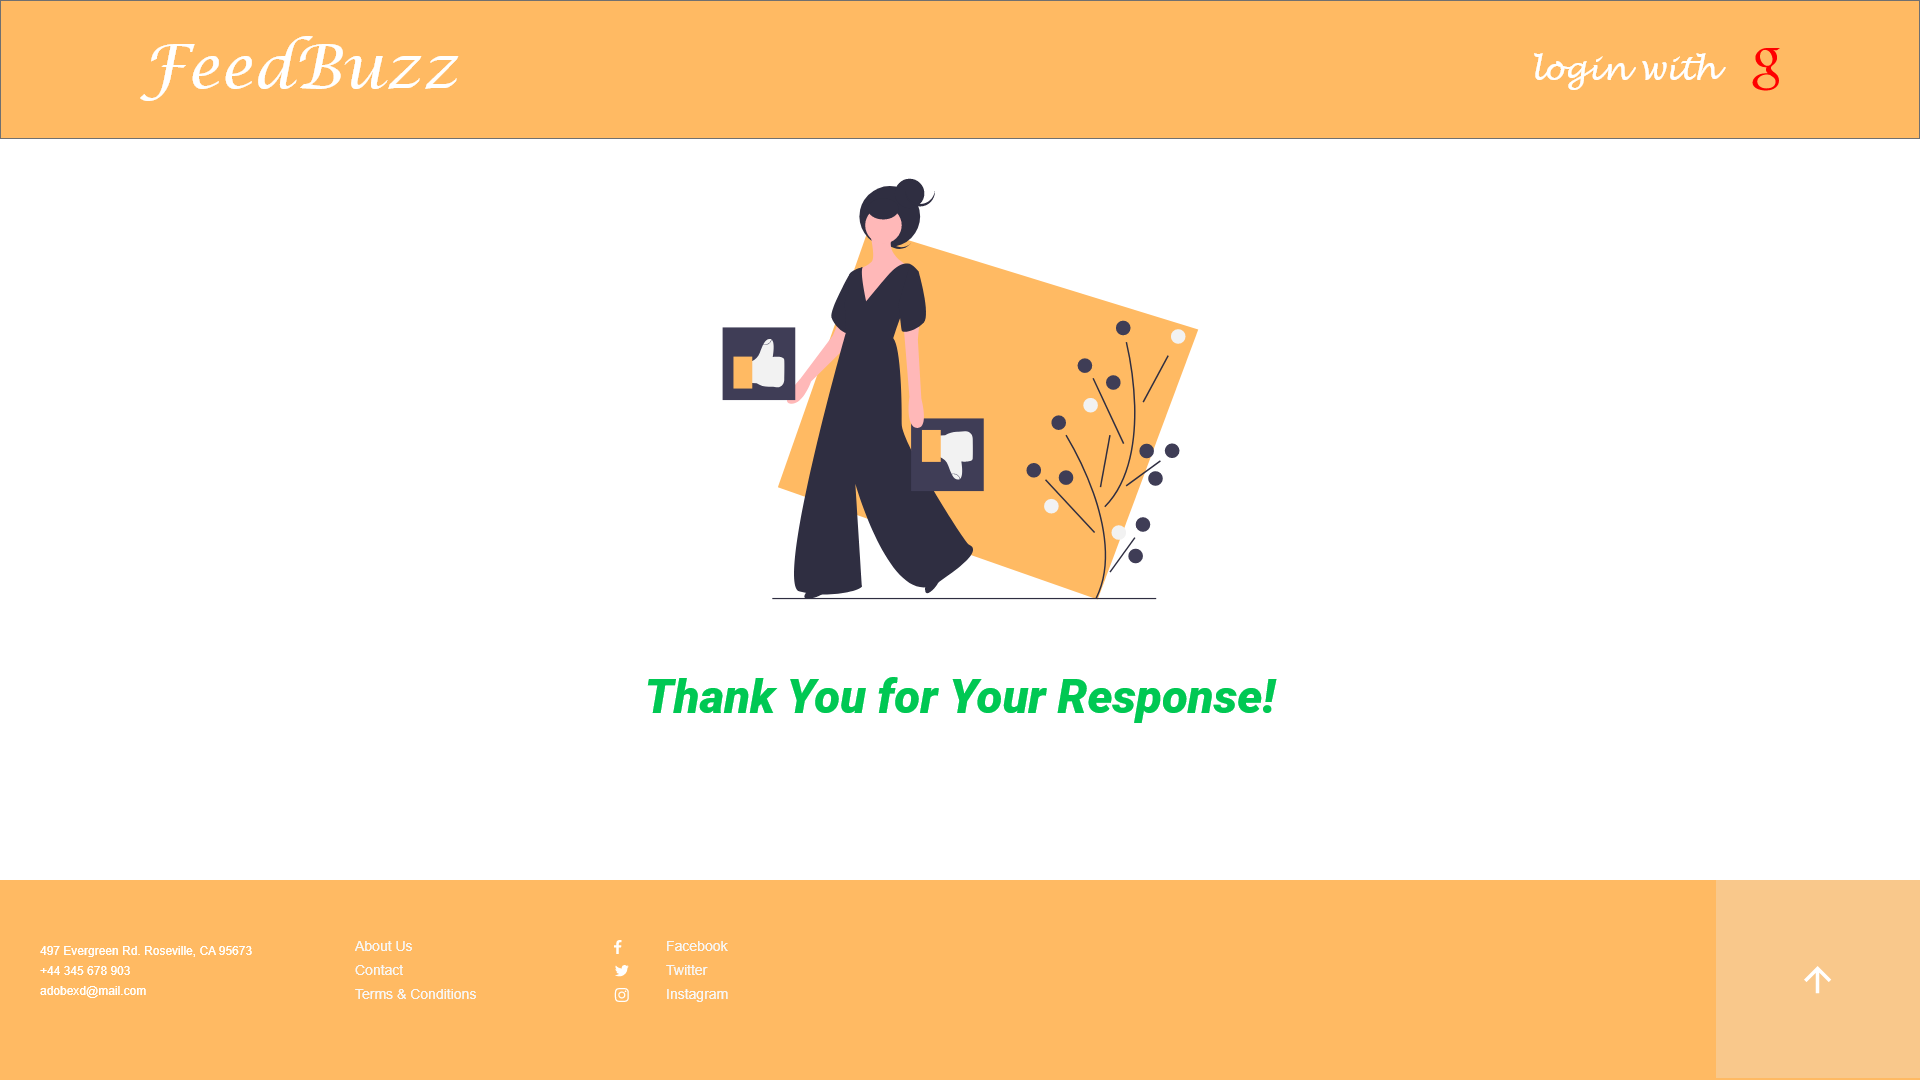 FeedBuzz
login with g
Thank You for Your Response!
497 Evergreen Rd. Roseville, CA 95673
+44 345 678 903
adobexd@mail.com
About Us
Contact
Terms & Conditions
Facebook
Twitter
Instagram